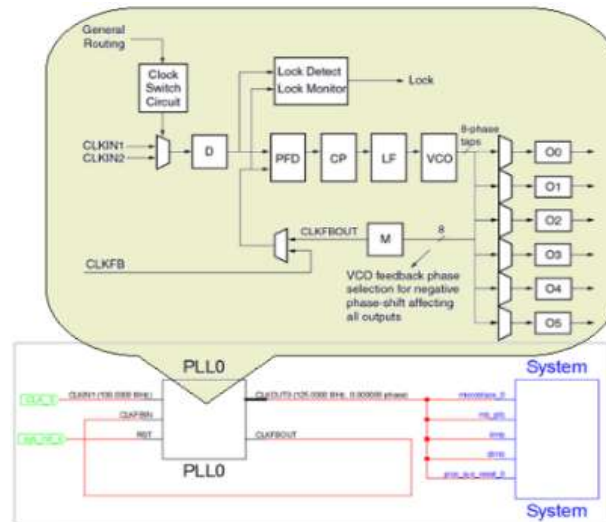 General
Routing
Clock
Switch
Circuit
Lock Detect
Lock Monitor
Lock
CLKIN1
CLKIN2
D
PFD
CP
LF
VCO
8-phase
taps
O0
O1
O2
O3
O4
O5
CLKFBOUT
M
8
CLKFB
VCO feedback phase
selection for negative
phase-shift affecting
all outputs
PLL0
System
CLKIN1 (100.0000 MHz)
CLKOUT0 (125.0000 MHz, 0.000000 phase)
CLKFBIN
RST
CLKFBOUT
PLL0
System